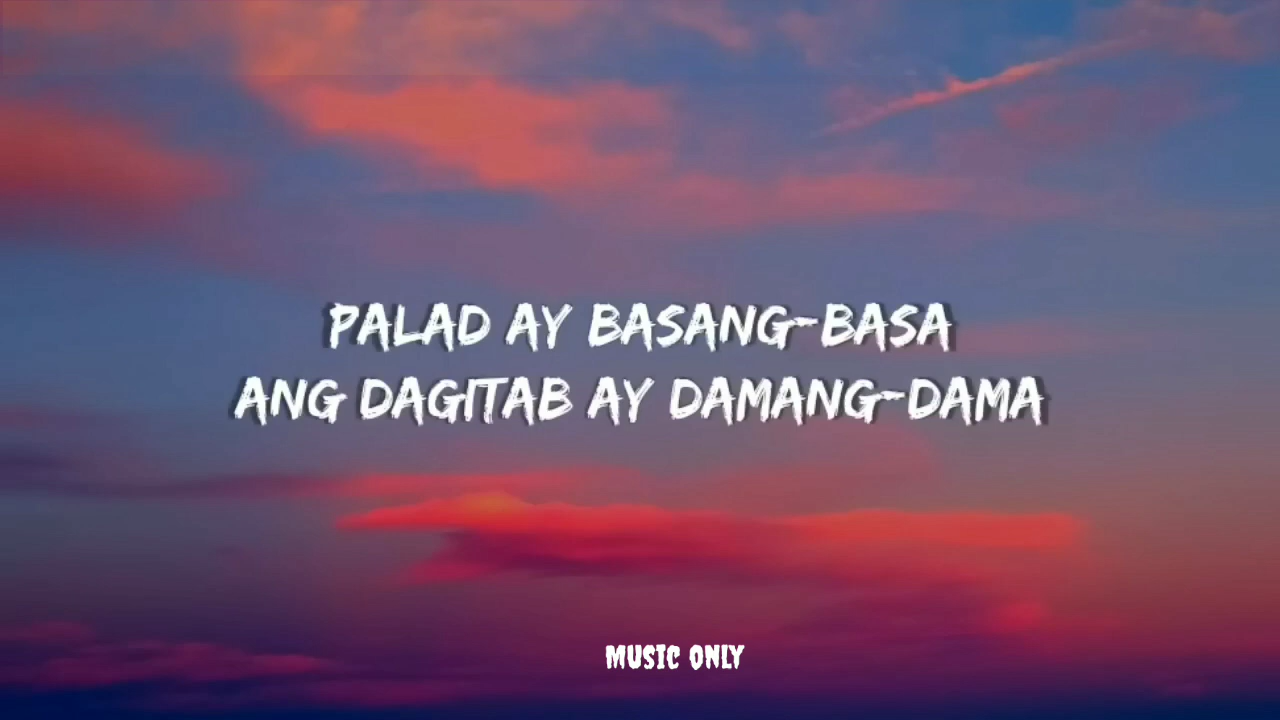 PALAD AY BASANG-BASA
ANG DAGITAB AY DAMANG-DAMA
MUSIC ONLY